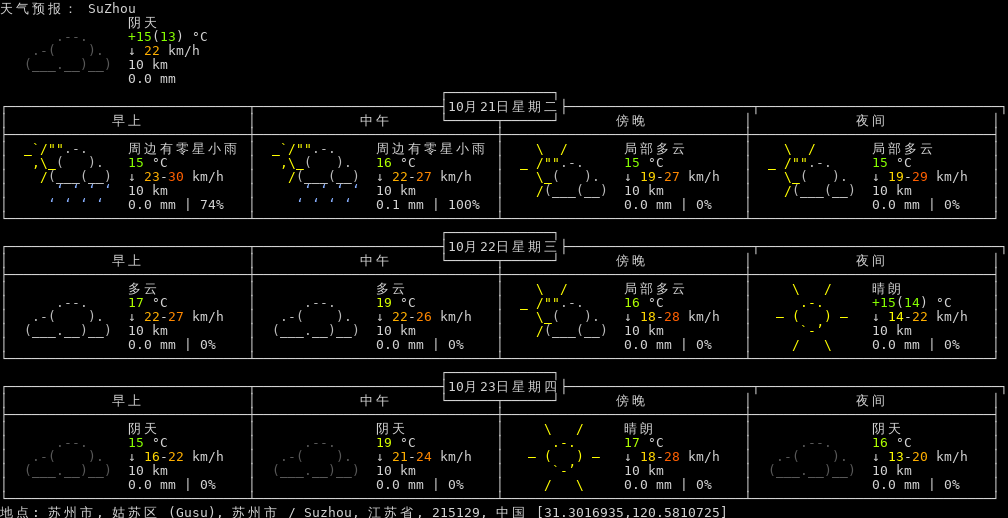 天气预报： SuZhou
阴天
+15(13) °C
↓ 22 km/h
10 km
0.0 mm
10月21日星期二
早上 中午 傍晚 夜间
周边有零星小雨 周边有零星小雨 局部多云 局部多云
15 °C 16 °C 15 °C 15 °C
↓ 23-30 km/h ↓ 22-27 km/h ↓ 19-27 km/h ↓ 19-29 km/h
10 km 10 km 10 km 10 km
0.0 mm | 74% 0.1 mm | 100% 0.0 mm | 0% 0.0 mm | 0%
10月22日星期三
早上 中午 傍晚 夜间
多云 多云 局部多云 晴朗
17 °C 19 °C 16 °C +15(14) °C
↓ 22-27 km/h ↓ 22-26 km/h ↓ 18-28 km/h ↓ 14-22 km/h
10 km 10 km 10 km 10 km
0.0 mm | 0% 0.0 mm | 0% 0.0 mm | 0% 0.0 mm | 0%
10月23日星期四
早上 中午 傍晚 夜间
阴天 阴天 晴朗 阴天
15 °C 19 °C 17 °C 16 °C
↓ 16-22 km/h ↓ 21-24 km/h ↓ 18-28 km/h ↓ 13-20 km/h
10 km 10 km 10 km 10 km
0.0 mm | 0% 0.0 mm | 0% 0.0 mm | 0% 0.0 mm | 0%
地点: 苏州市, 姑苏区 (Gusu), 苏州市 / Suzhou, 江苏省, 215129, 中国 [31.3016935,120.5810725]